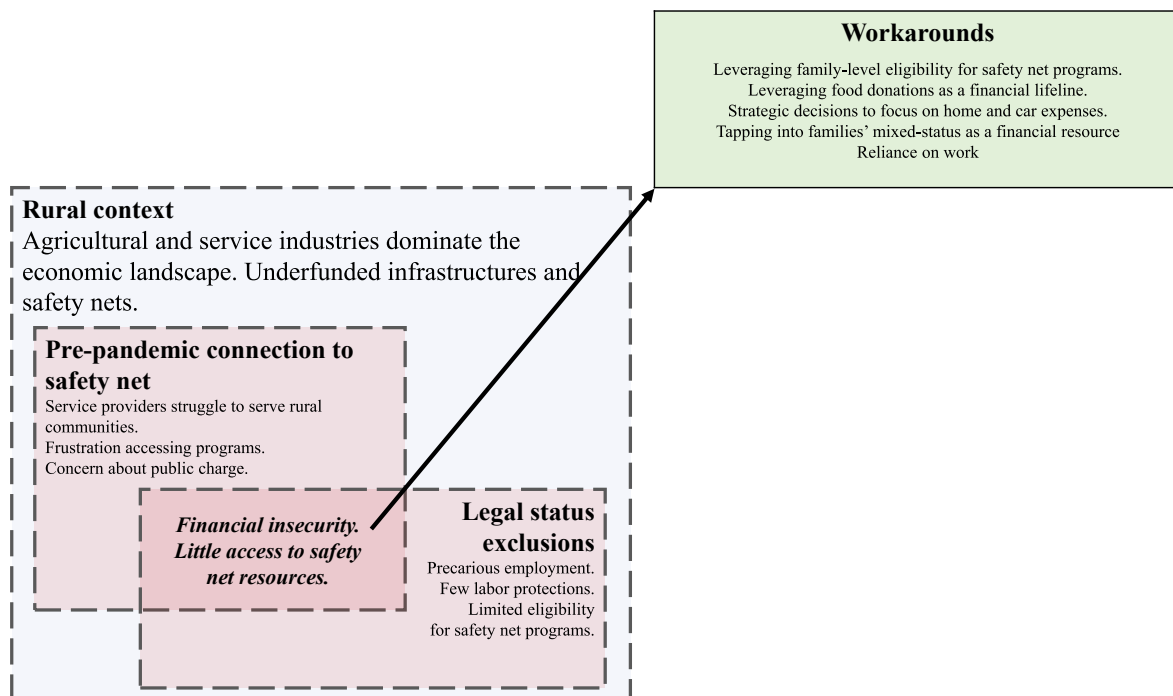 Workarounds
Leveraging family-level eligibility for safety net programs.
Leveraging food donations as a financial lifeline.
Strategic decisions to focus on home and car expenses.
Tapping into families’ mixed-status as a financial resource
Reliance on work
Rural context
Agricultural and service industries dominate the
economic landscape. Underfunded infrastructures and
safety nets.
Pre-pandemic connection to
safety net
Service providers struggle to serve rural
communities.
Frustration accessing programs.
Concern about public charge.
Financial insecurity.
Little access to safety
net resources.
Legal status
exclusions
Precarious employment.
Few labor protections.
Limited eligibility
for safety net programs.